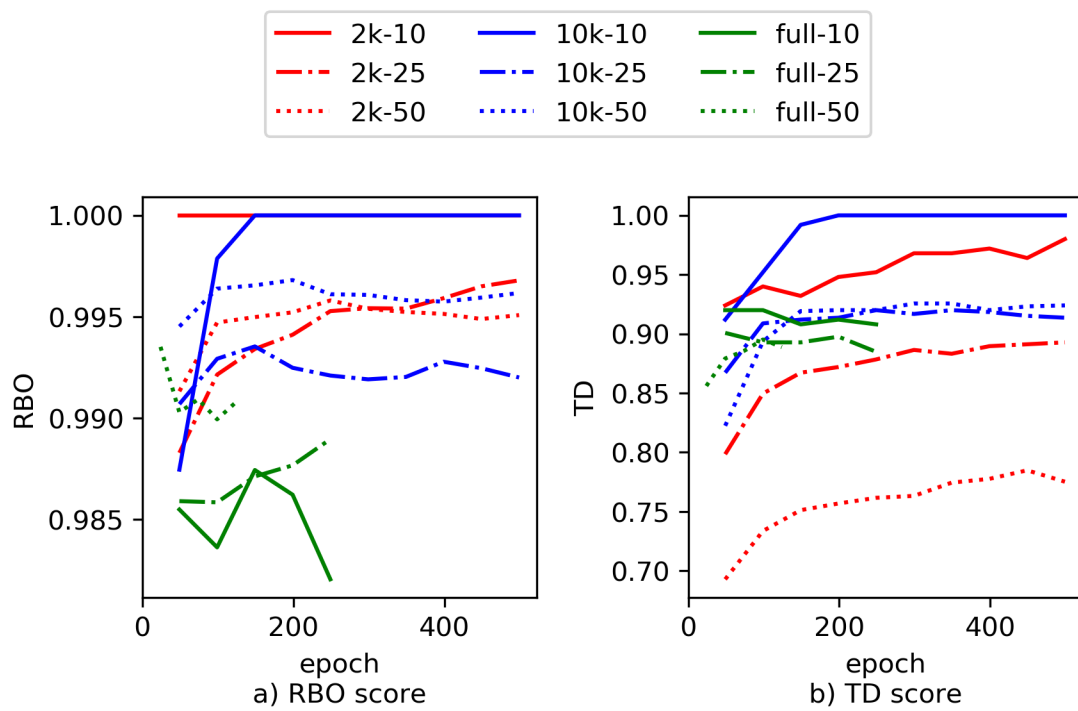 2k-10 10k-10 full-10
2k-25 10k-25 full-25
2k-50 10k-50 full-50
1.000
0.995
0.990
0.985
RBO
0 200 400
epoch
a) RBO score
1.00
0.95
0.90
0.85
0.80
0.75
0.70
TD
0 200 400
epoch
b) TD score